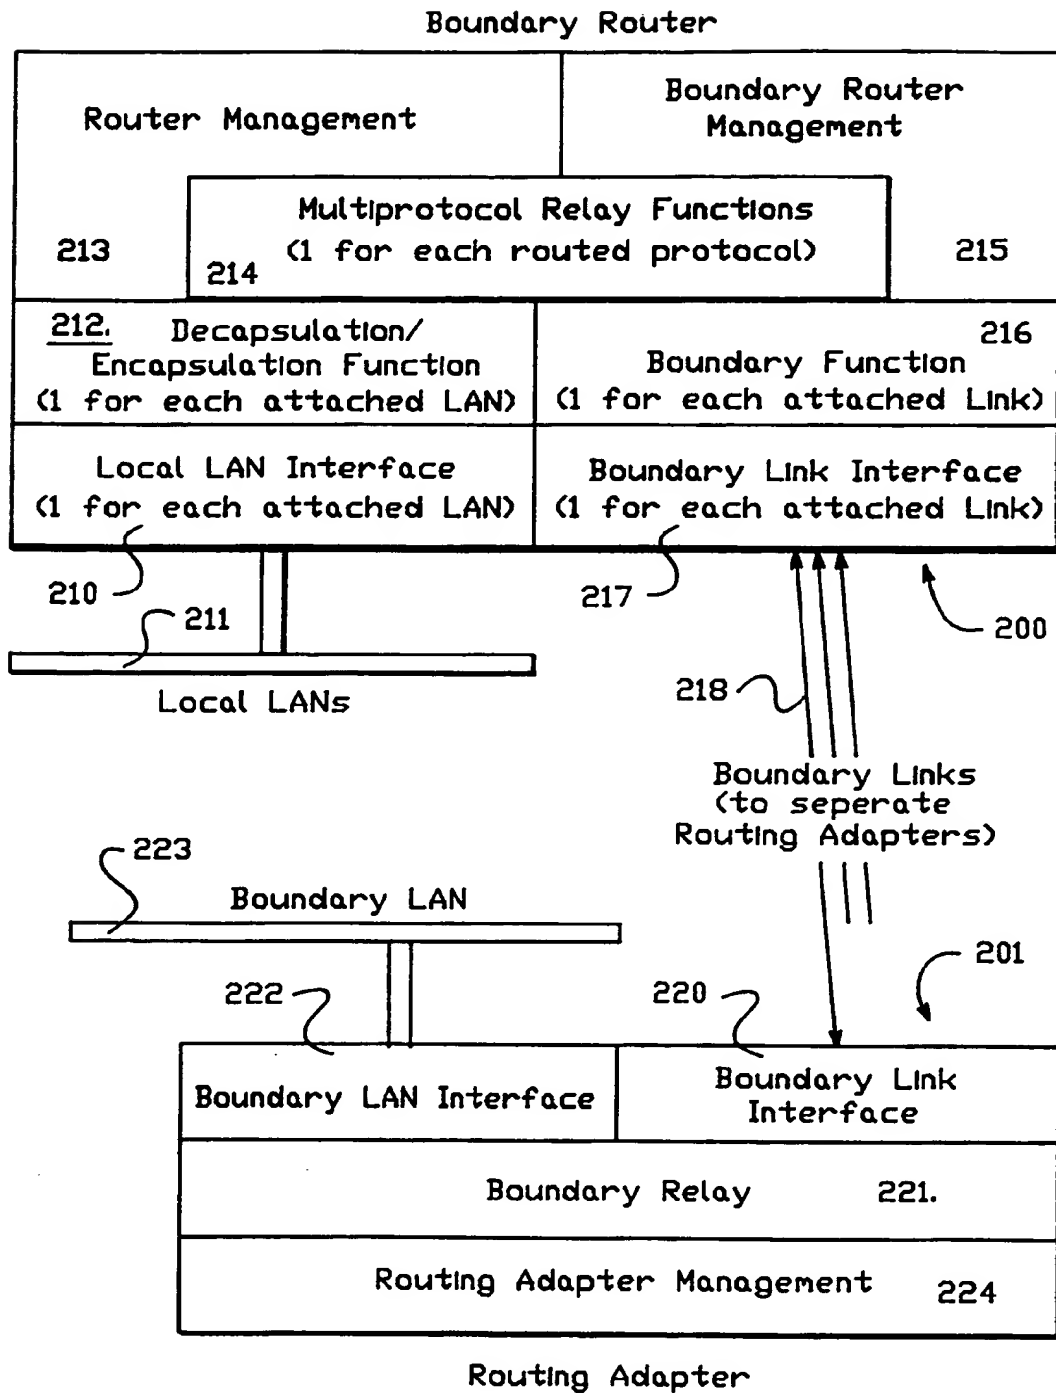 Boundary Router
Router Management
Boundary Router
Management
Multiprotocol Relay Functions
(1 for each routed protocol)
213
214
215
212. Decapsulation/
Encapsulation Function
(1 for each attached LAN)
216
Boundary Function
(1 for each attached Link)
Local LAN Interface
(1 for each attached LAN)
Boundary Link Interface
(1 for each attached Link)
210
217
211
200
Local LANs
218
Boundary Links
(to seperate
Routing Adapters)
223
Boundary LAN
222
220
201
Boundary LAN Interface
Boundary Link
Interface
Boundary Relay
221.
Routing Adapter Management
224
Routing Adapter